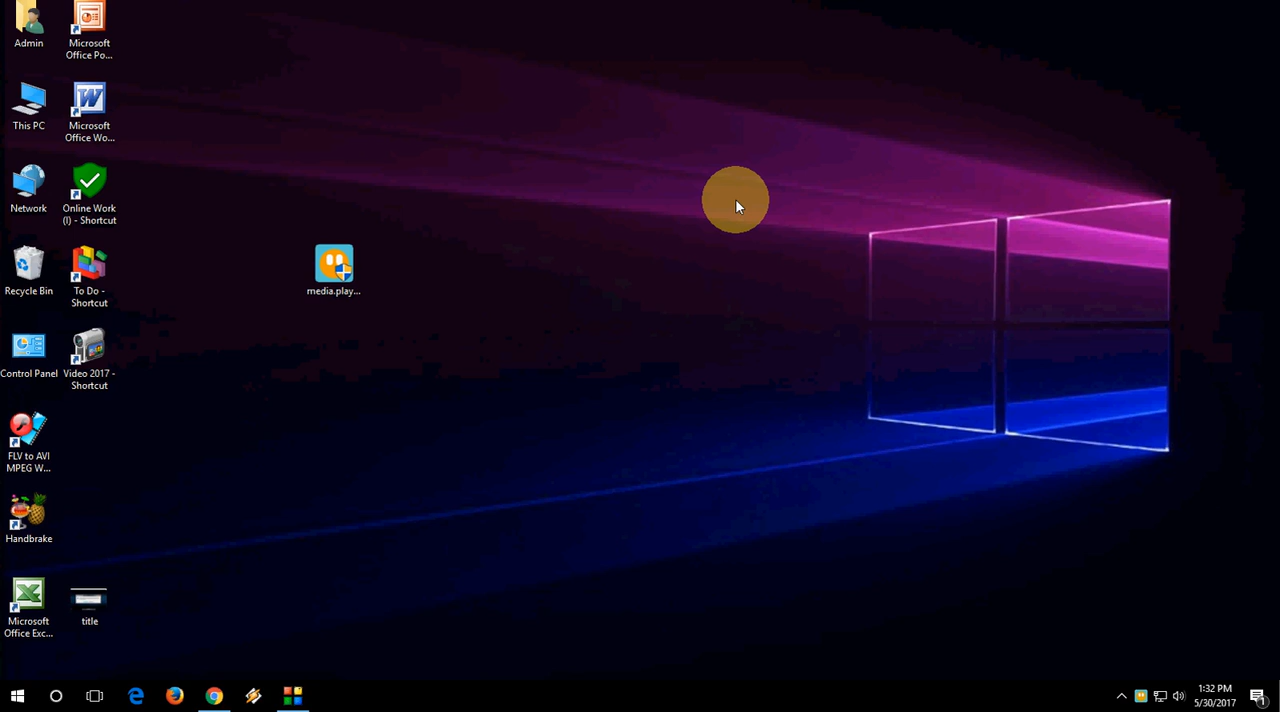 Admin
Microsoft
Office Po...
This PC
Microsoft
Office Wo...
Network
Online Work
(I) - Shortcut
Recycle Bin
To Do -
Shortcut
media.play...
Control Panel
Video 2017 -
Shortcut
FLV to AVI
MPEG W...
Handbrake
Microsoft
Office Exc...
title
1:32 PM
5/30/2017
1